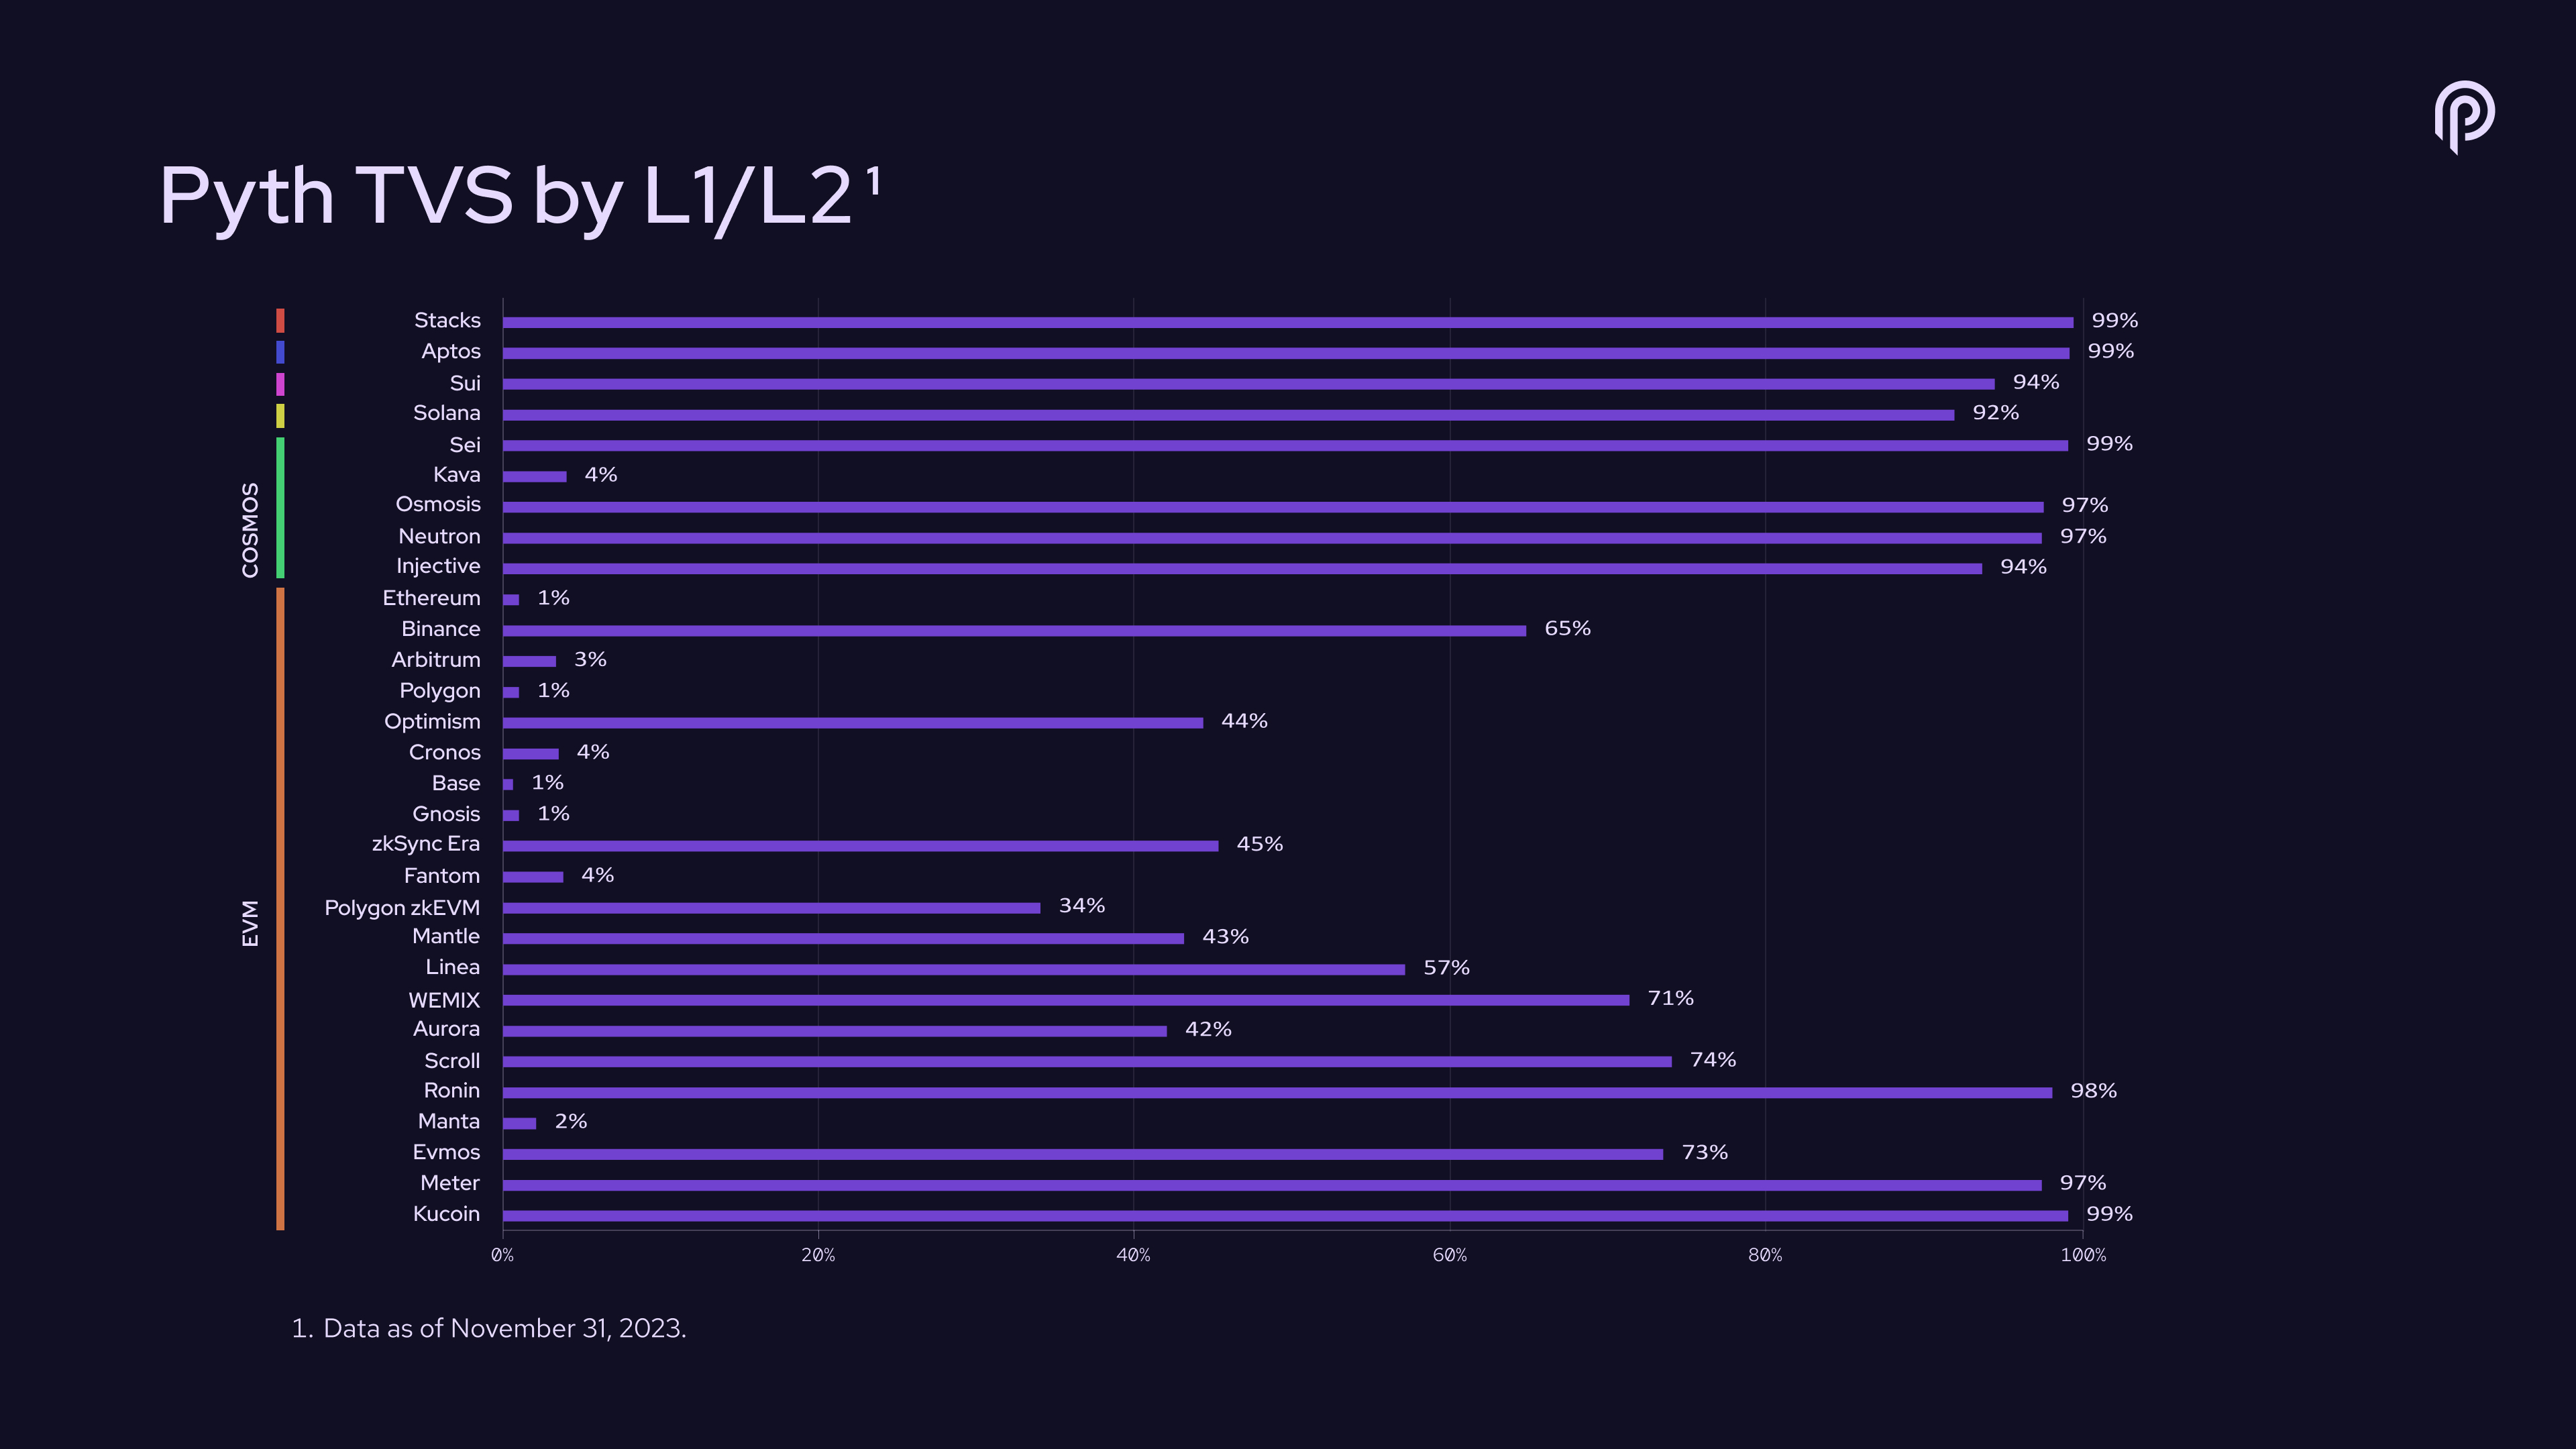 Pyth TVS by L1/L2 ¹
Stacks 99%
Aptos 99%
Sui 94%
Solana 92%
COSMOS
Sei 99%
Kava 4%
Osmosis 97%
Neutron 97%
Injective 94%
EVM
Ethereum 1%
Binance 65%
Arbitrum 3%
Polygon 1%
Optimism 44%
Cronos 4%
Base 1%
Gnosis 1%
zkSync Era 45%
Fantom 4%
Polygon zkEVM 34%
Mantle 43%
Linea 57%
WEMIX 71%
Aurora 42%
Scroll 74%
Ronin 98%
Manta 2%
Evmos 73%
Meter 97%
Kucoin 99%
0% 20% 40% 60% 80% 100%
1. Data as of November 31, 2023.